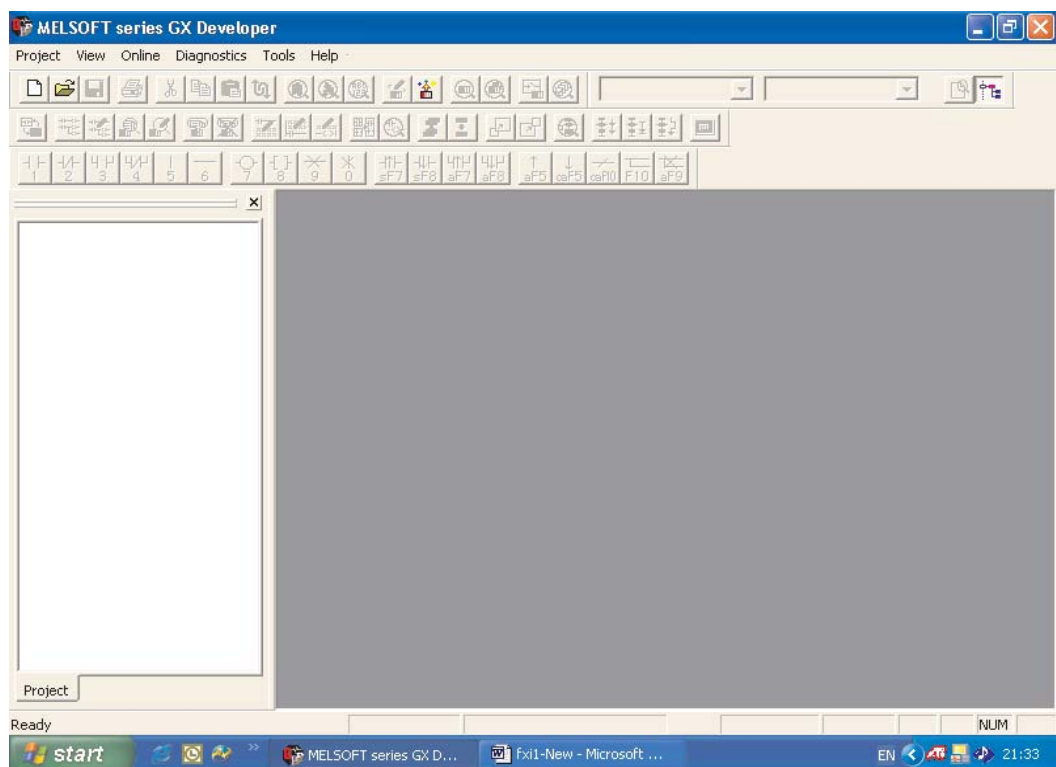 MELSOFT series GX Developer
Project View Online Diagnostics Tools Help
1 2 3 4 5 6 7 8 9 0 sF7 sF8 aF7 aF8 aF5 caF5 caF10 F10 aF9
Project
Ready NUM
start MELSOFT series GX D... fxi1-New - Microsoft ... EN 21:33